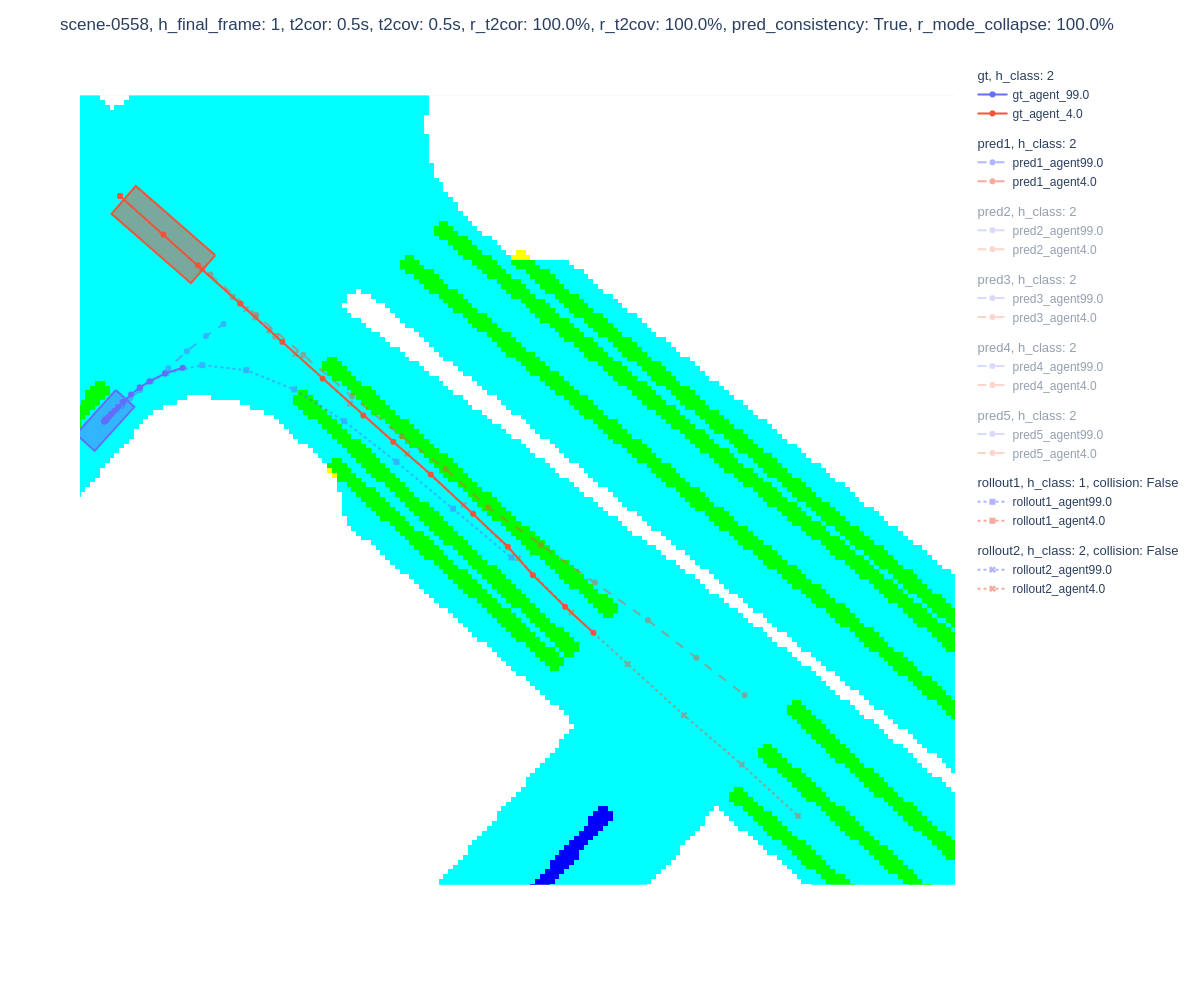 scene-0558, h_final_frame: 1, t2cor: 0.5s, t2cov: 0.5s, r_t2cor: 100.0%, r_t2cov: 100.0%, pred_consistency: True, r_mode_collapse: 100.0%
gt, h_class: 2
gt_agent_99.0
gt_agent_4.0
pred1, h_class: 2
pred1_agent99.0
pred1_agent4.0
pred2, h_class: 2
pred2_agent99.0
pred2_agent4.0
pred3, h_class: 2
pred3_agent99.0
pred3_agent4.0
pred4, h_class: 2
pred4_agent99.0
pred4_agent4.0
pred5, h_class: 2
pred5_agent99.0
pred5_agent4.0
rollout1, h_class: 1, collision: False
rollout1_agent99.0
rollout1_agent4.0
rollout2, h_class: 2, collision: False
rollout2_agent99.0
rollout2_agent4.0